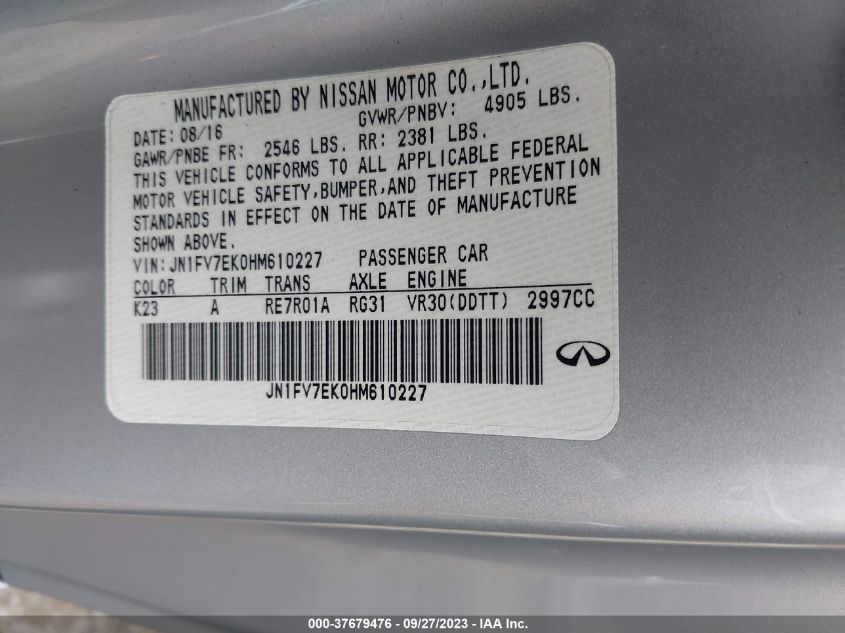 MANUFACTURED BY NISSAN MOTOR CO.,LTD.
DATE: 08/16 GVWR/PNBV: 4905 LBS.
GAWR/PNBE FR: 2546 LBS. RR: 2381 LBS.
THIS VEHICLE CONFORMS TO ALL APPLICABLE FEDERAL
MOTOR VEHICLE SAFETY,BUMPER,AND THEFT PREVENTION
STANDARDS IN EFFECT ON THE DATE OF MANUFACTURE
SHOWN ABOVE.
VIN:JN1FV7EK0HM610227 PASSENGER CAR
COLOR TRIM TRANS AXLE ENGINE
K23 A RE7R01A RG31 VR30(DDTT) 2997CC
JN1FV7EK0HM610227
000-37679476 - 09/27/2023 - IAA Inc.